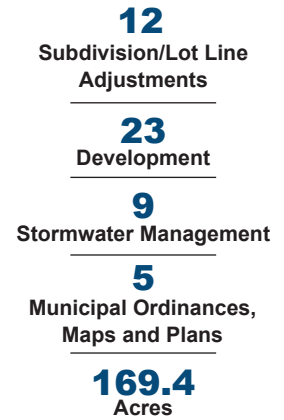 12
Subdivision/Lot Line
Adjustments
23
Development
9
Stormwater Management
5
Municipal Ordinances,
Maps and Plans
169.4
Acres